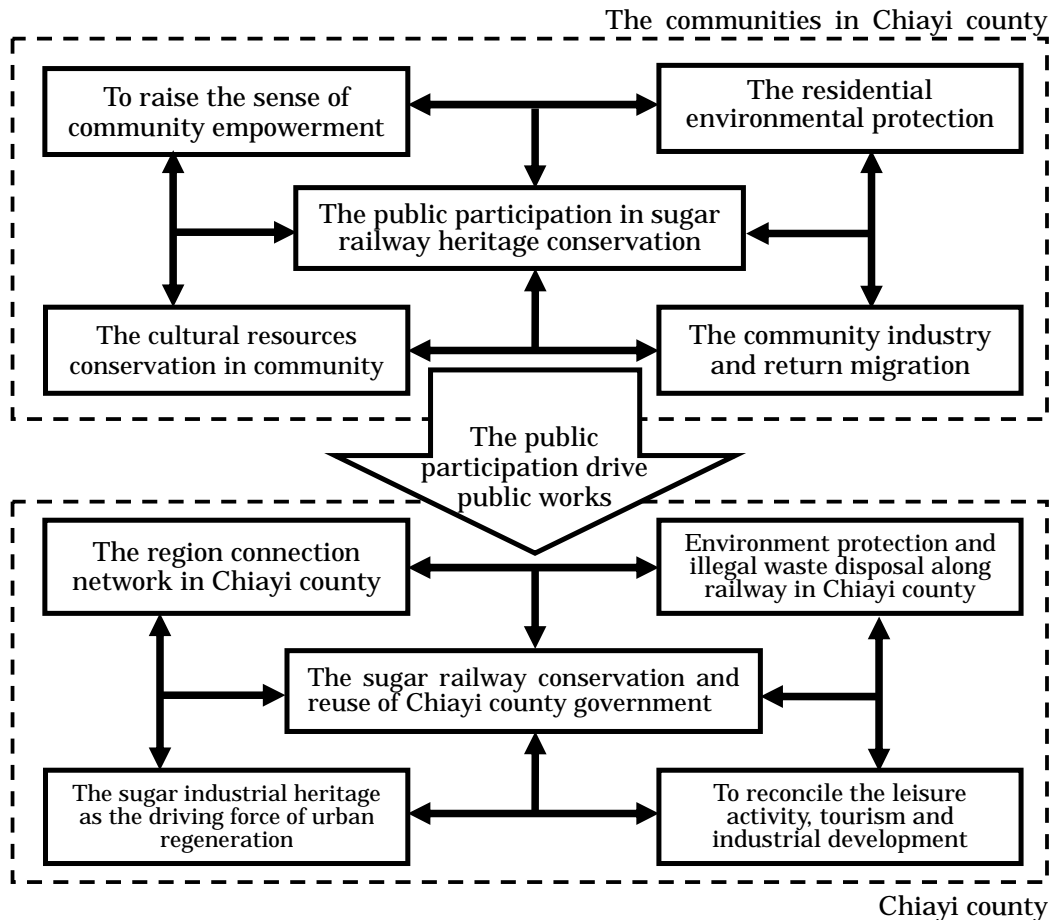 The communities in Chiayi county
To raise the sense of
community empowerment
The residential
environmental protection
The public participation in sugar
railway heritage conservation
The cultural resources
conservation in community
The community industry
and return migration
The public
participation drive
public works
The region connection
network in Chiayi county
Environment protection and
illegal waste disposal along
railway in Chiayi county
The sugar railway conservation and
reuse of Chiayi county government
The sugar industrial heritage
as the driving force of urban
regeneration
To reconcile the leisure
activity, tourism and
industrial development
Chiayi county